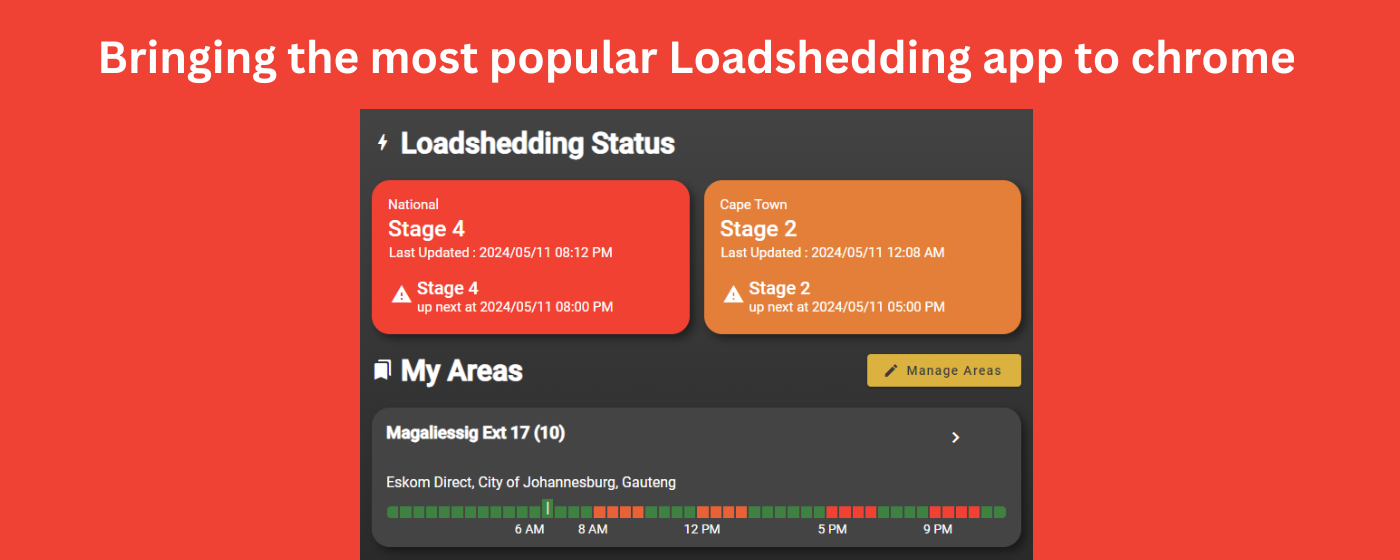 Bringing the most popular Loadshedding app to chrome
Loadshedding Status
National
Stage 4
Last Updated : 2024/05/11 08:12 PM
Stage 4
up next at 2024/05/11 08:00 PM
Cape Town
Stage 2
Last Updated : 2024/05/11 12:08 AM
Stage 2
up next at 2024/05/11 05:00 PM
My Areas
Manage Areas
Magaliessig Ext 17 (10)
Eskom Direct, City of Johannesburg, Gauteng
6 AM 8 AM 12 PM 5 PM 9 PM